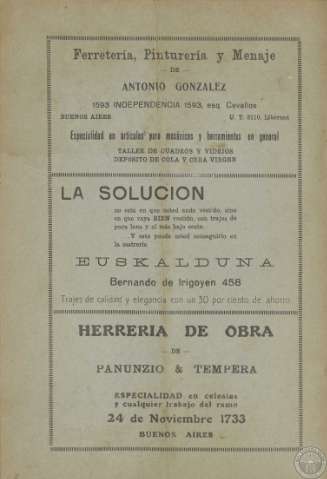 Ferretería, Pinturería y Menaje
— DE —
ANTONIO GONZALEZ
1593 INDEPENDENCIA 1593, esq. Cevallos
BUENOS AIRES U. T. 3110, Libertad
Especialidad en artículos para mecánicos y herramientas en general
TALLER DE CUADROS Y VIDRIOS
DEPOSITO DE COLA Y CERA VIRGEN
LA SOLUCION
no esta en que usted ande vestido, sino
en que vaya BIEN vestido, con trajes de
pura lana y al más bajo costo.
Y esto puede usted conseguirlo en
la sastrería
EUSKALDUNA
Bernardo de Irigoyen 458
Trajes de calidad y elegancia con un 30 por ciento de ahorro
HERRERIA DE OBRA
— DE —
PANUNZIO & TEMPERA
ESPECIALIDAD en celosías
y cualquier trabajo del ramo
24 de Noviembre 1733
BUENOS AIRES